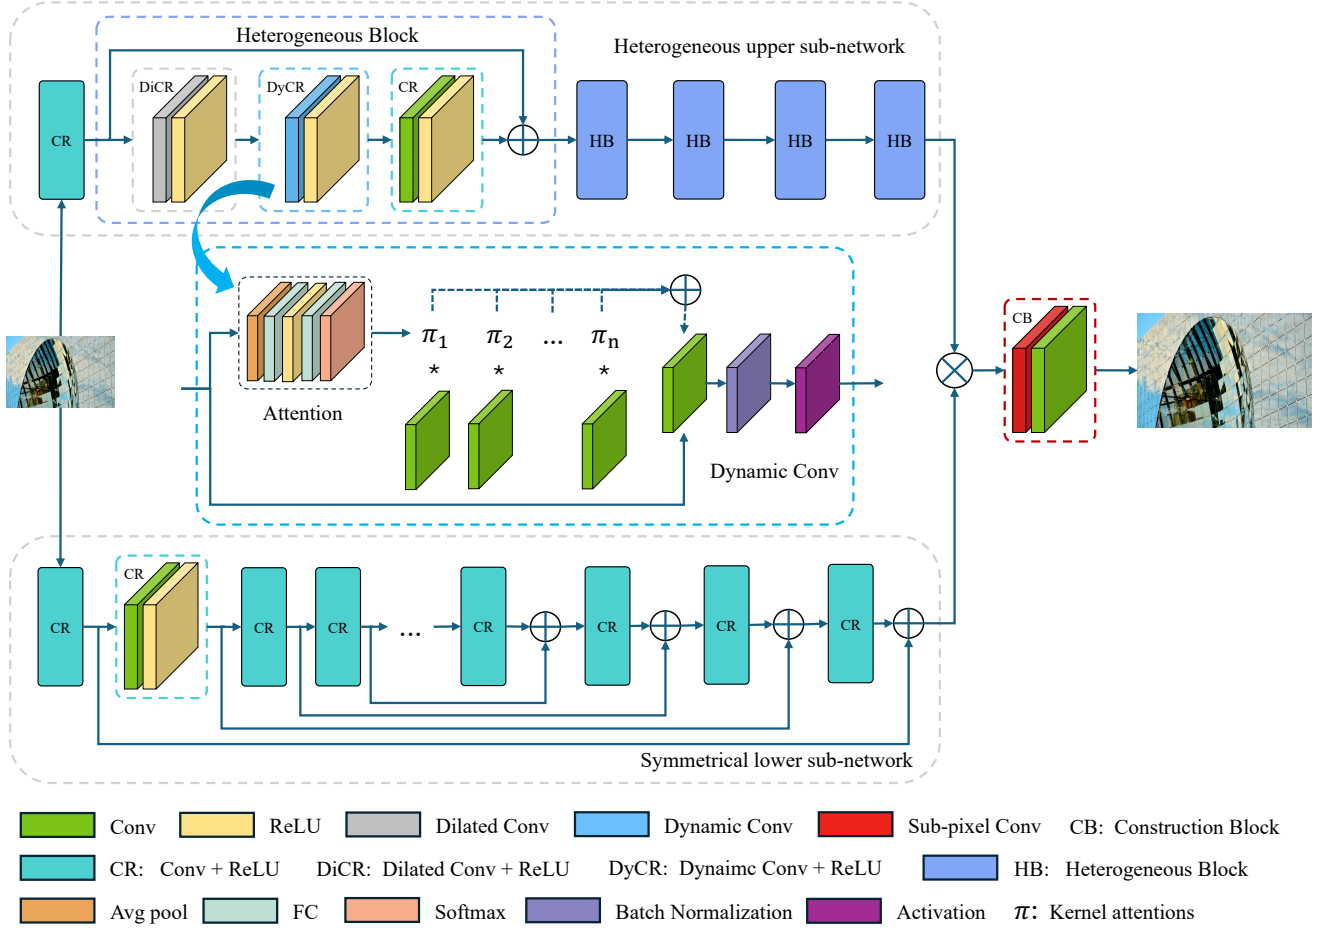 Heterogeneous Block
Heterogeneous upper sub-network
CR
DiCR
DyCR
CR
HB
HB
HB
HB
π1
π2
...
πn
*
*
*
Attention
Dynamic Conv
CB
CR
CR
CR
CR
...
CR
CR
CR
CR
Symmetrical lower sub-network
Conv
ReLU
Dilated Conv
Dynamic Conv
Sub-pixel Conv
CB: Construction Block
CR: Conv + ReLU
DiCR: Dilated Conv + ReLU
DyCR: Dynaimc Conv + ReLU
HB: Heterogeneous Block
Avg pool
FC
Softmax
Batch Normalization
Activation
π: Kernel attentions